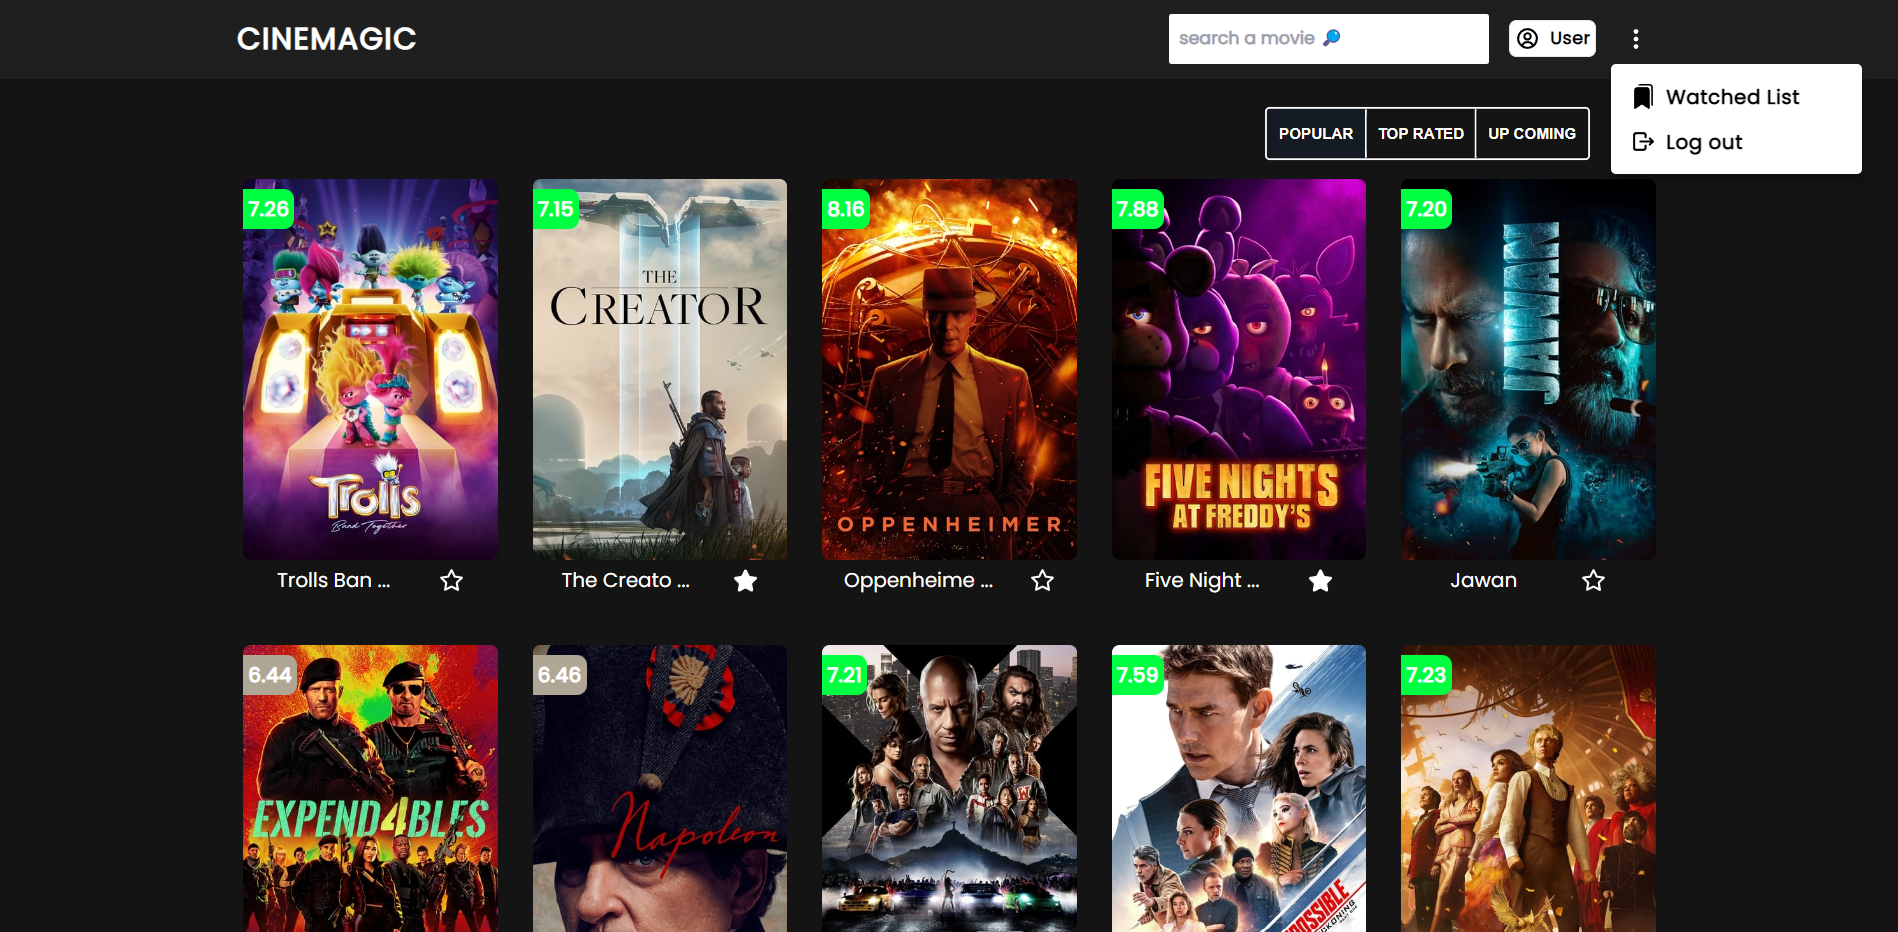 CINEMAGIC
search a movie
User
Watched List
Log out
POPULAR
TOP RATED
UP COMING
7.26
7.15
8.16
7.88
7.20
Trolls
Band Together
THE
CREATOR
OPPENHEIMER
FIVE NIGHTS
AT FREDDY'S
JAWAN
Trolls Ban ...
The Creato ...
Oppenheime ...
Five Night ...
Jawan
6.44
6.46
7.21
7.59
7.23
EXPEND4BLES
Napoleon